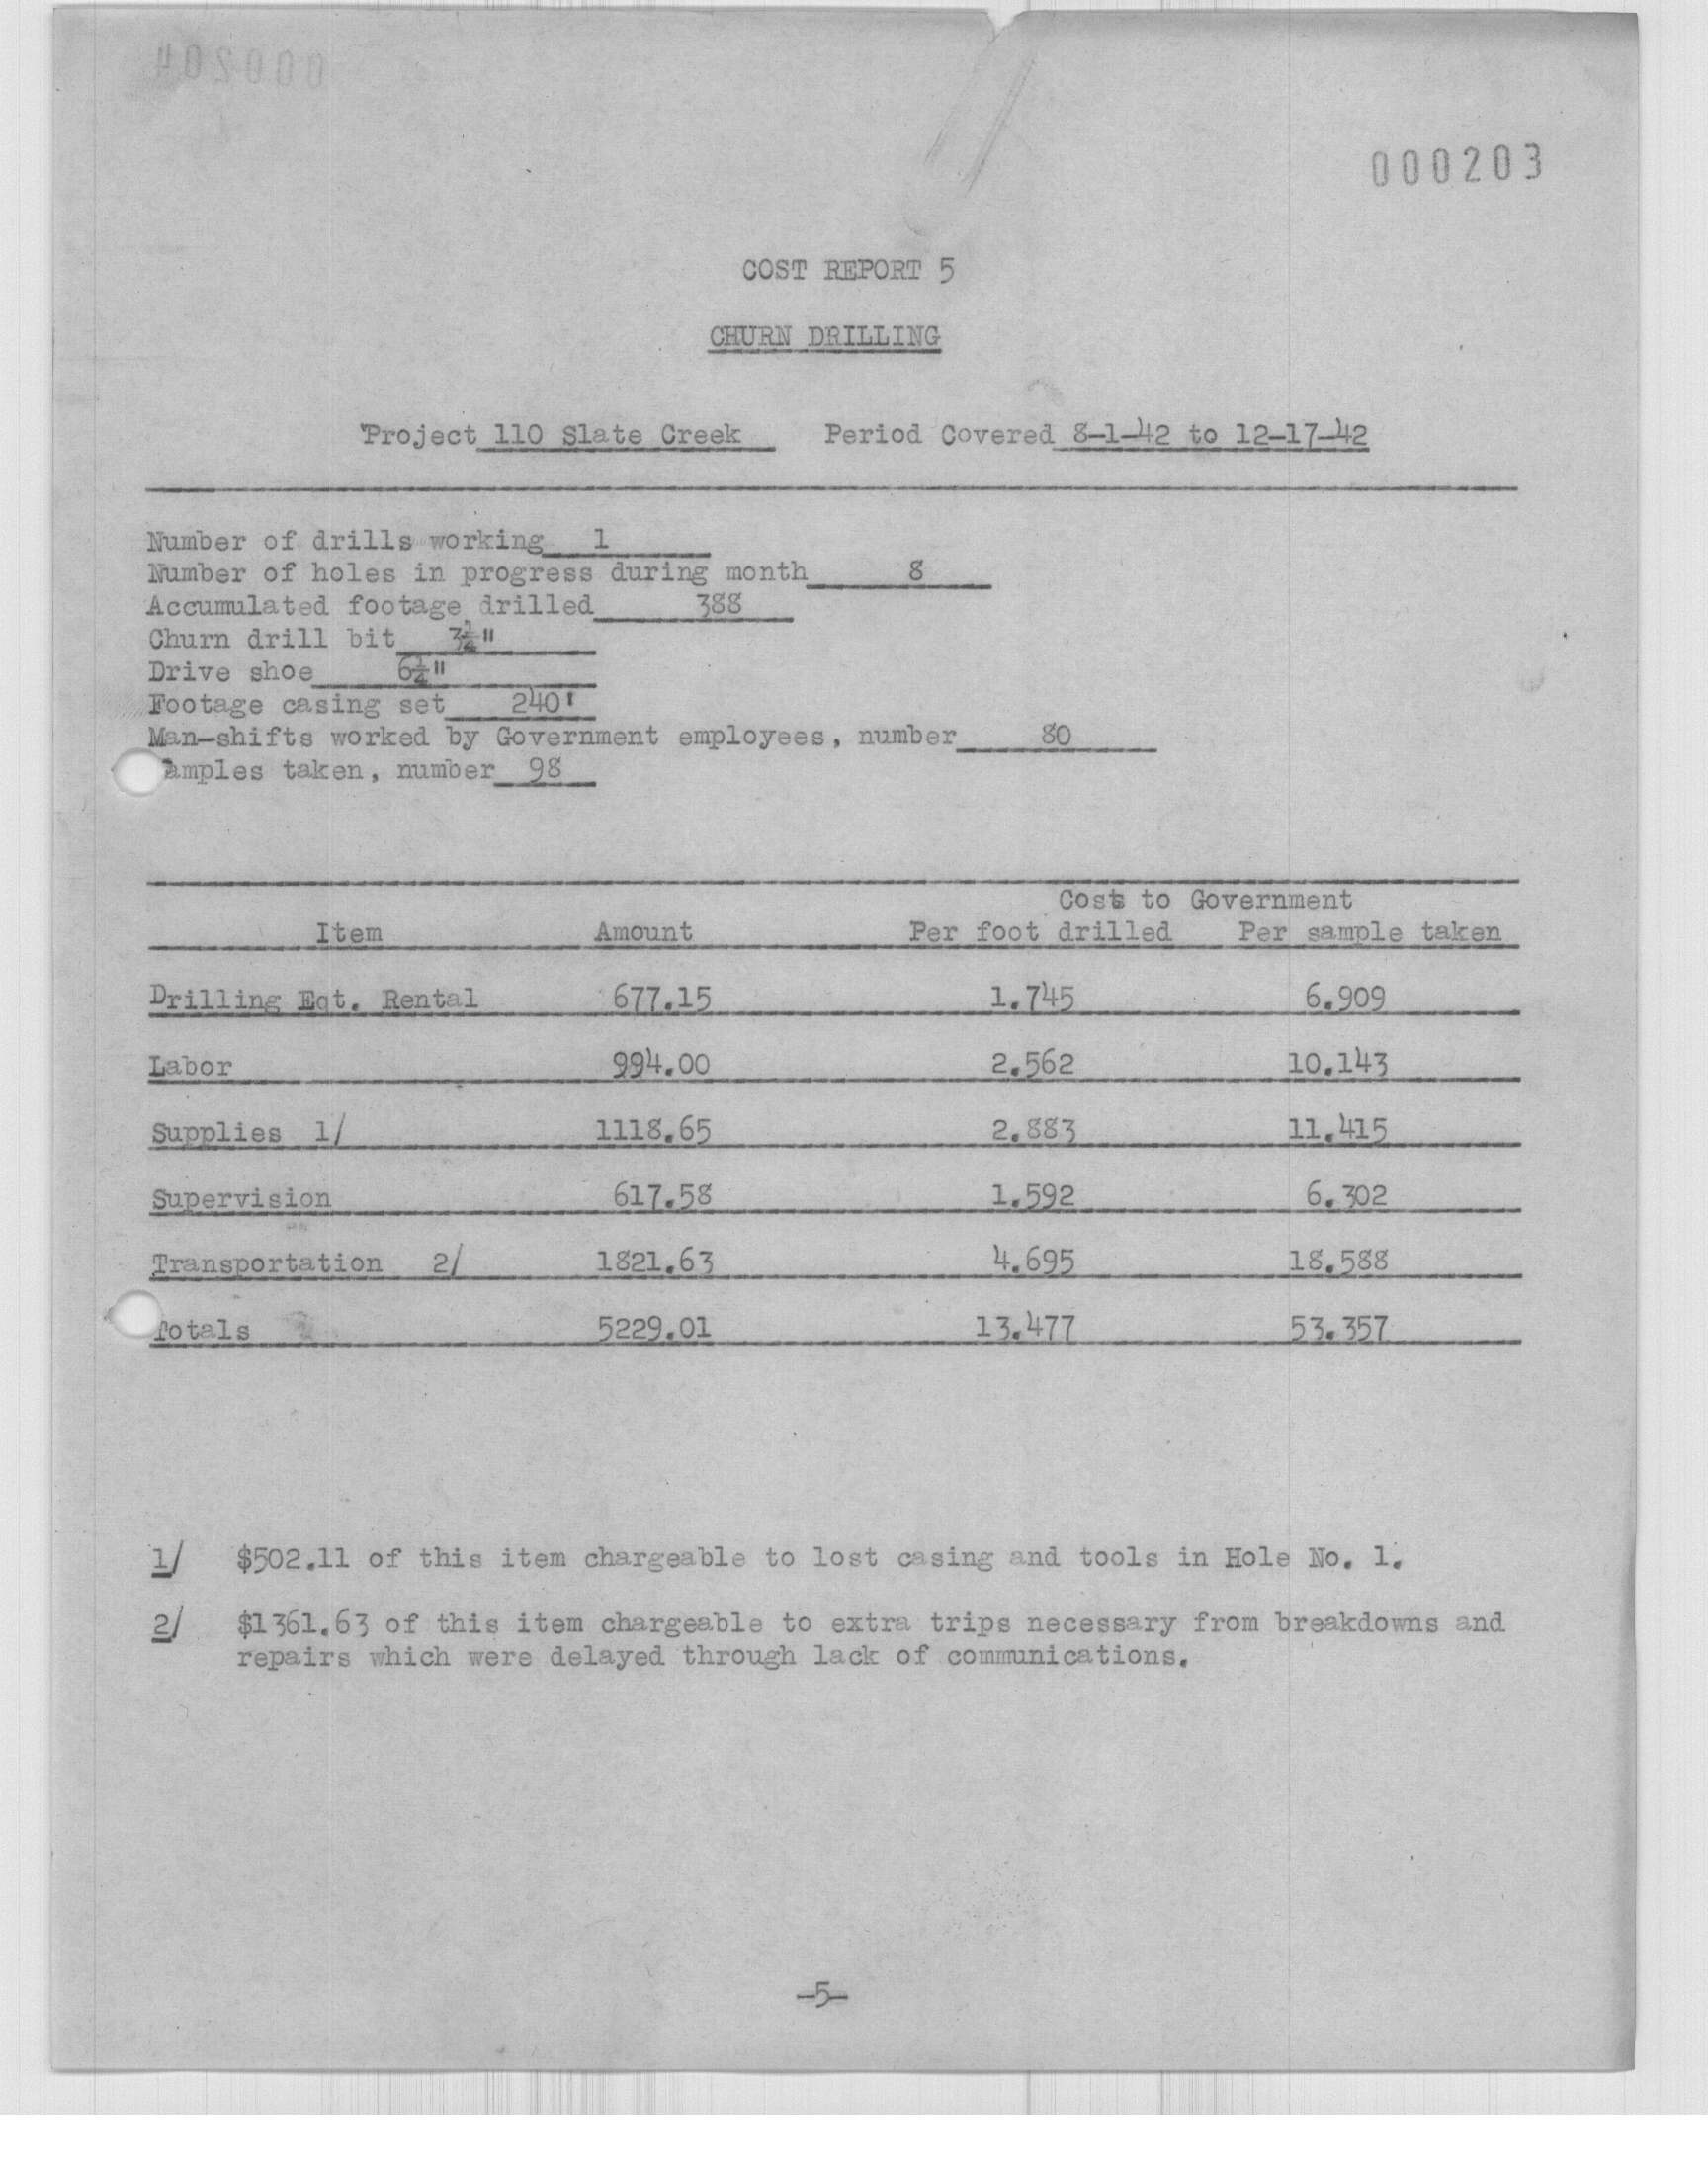 000203
COST REPORT 5
CHURN DRILLING
Project 110 Slate Creek Period Covered 8-1-42 to 12-17-42
Number of drills working 1
Number of holes in progress during month 8
Accumulated footage drilled 388
Churn drill bit
Drive shoe 6¼"
Footage casing set 240'
Man-shifts worked by Government employees, number 80
amples taken, number 98
Costs to Government
Item Amount Per foot drilled Per sample taken
Drilling Eqt. Rental 677.15 1.745 6.909
Labor 994.00 2.562 10.143
Supplies 1/ 1118.65 2.883 11.415
Supervision 617.58 1.592 6.302
Transportation 2/ 1821.63 4.695 18.588
Totals 5229.01 13.477 53.357
1/ $502.11 of this item chargeable to lost casing and tools in Hole No. 1.
2/ $1361.63 of this item chargeable to extra trips necessary from breakdowns and
repairs which were delayed through lack of communications.
-5-